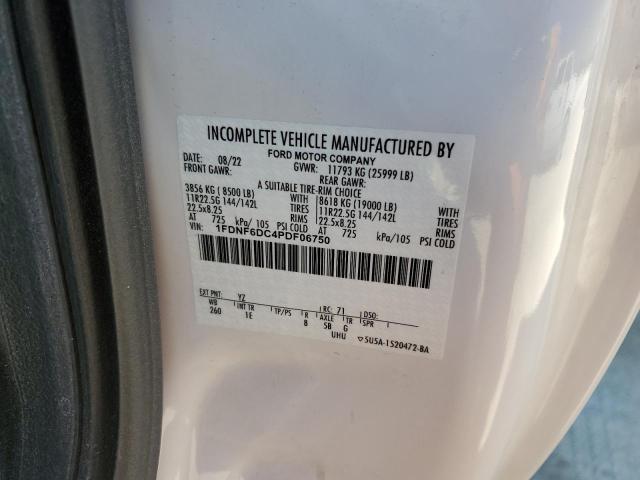 INCOMPLETE VEHICLE MANUFACTURED BY
FORD MOTOR COMPANY
DATE: 08/22 GVWR: 11793 KG (25999 LB)
FRONT GAWR: REAR GAWR:
A SUITABLE TIRE-RIM CHOICE
3856 KG ( 8500 LB) WITH 8618 KG (19000 LB) WITH
11R22.5G 144/142L TIRES 11R22.5G 144/142L TIRES
22.5x8.25 RIMS 22.5x8.25 RIMS
AT 725 kPa/105 PSI COLD AT 725 kPa/105 PSI COLD
VIN: 1FDNF6DC4PDF06750
EXT PNT: YZ RC: 71 DSO:
WB INT TR TP/PS R AXLE TR SPR
260 1E 8 SB G
UHU ▽5U5A-1520472-BA